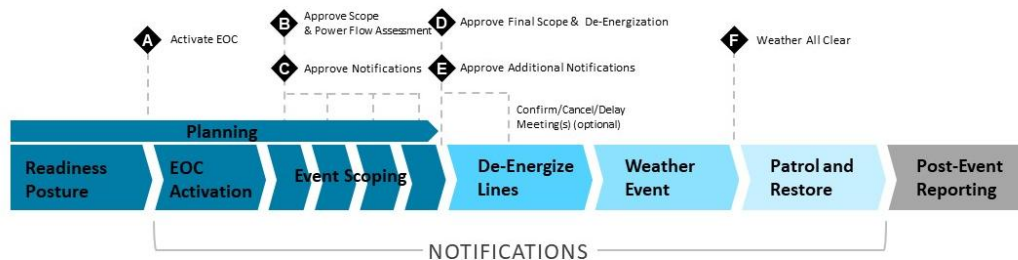 A
Activate EOC
B
Approve Scope
& Power Flow Assessment
C
Approve Notifications
D
Approve Final Scope & De-Energization
E
Approve Additional Notifications
Confirm/Cancel/Delay
Meeting(s) (optional)
F
Weather All Clear
Planning
Readiness
Posture
EOC
Activation
Event Scoping
De-Energize
Lines
Weather
Event
Patrol and
Restore
Post-Event
Reporting
NOTIFICATIONS